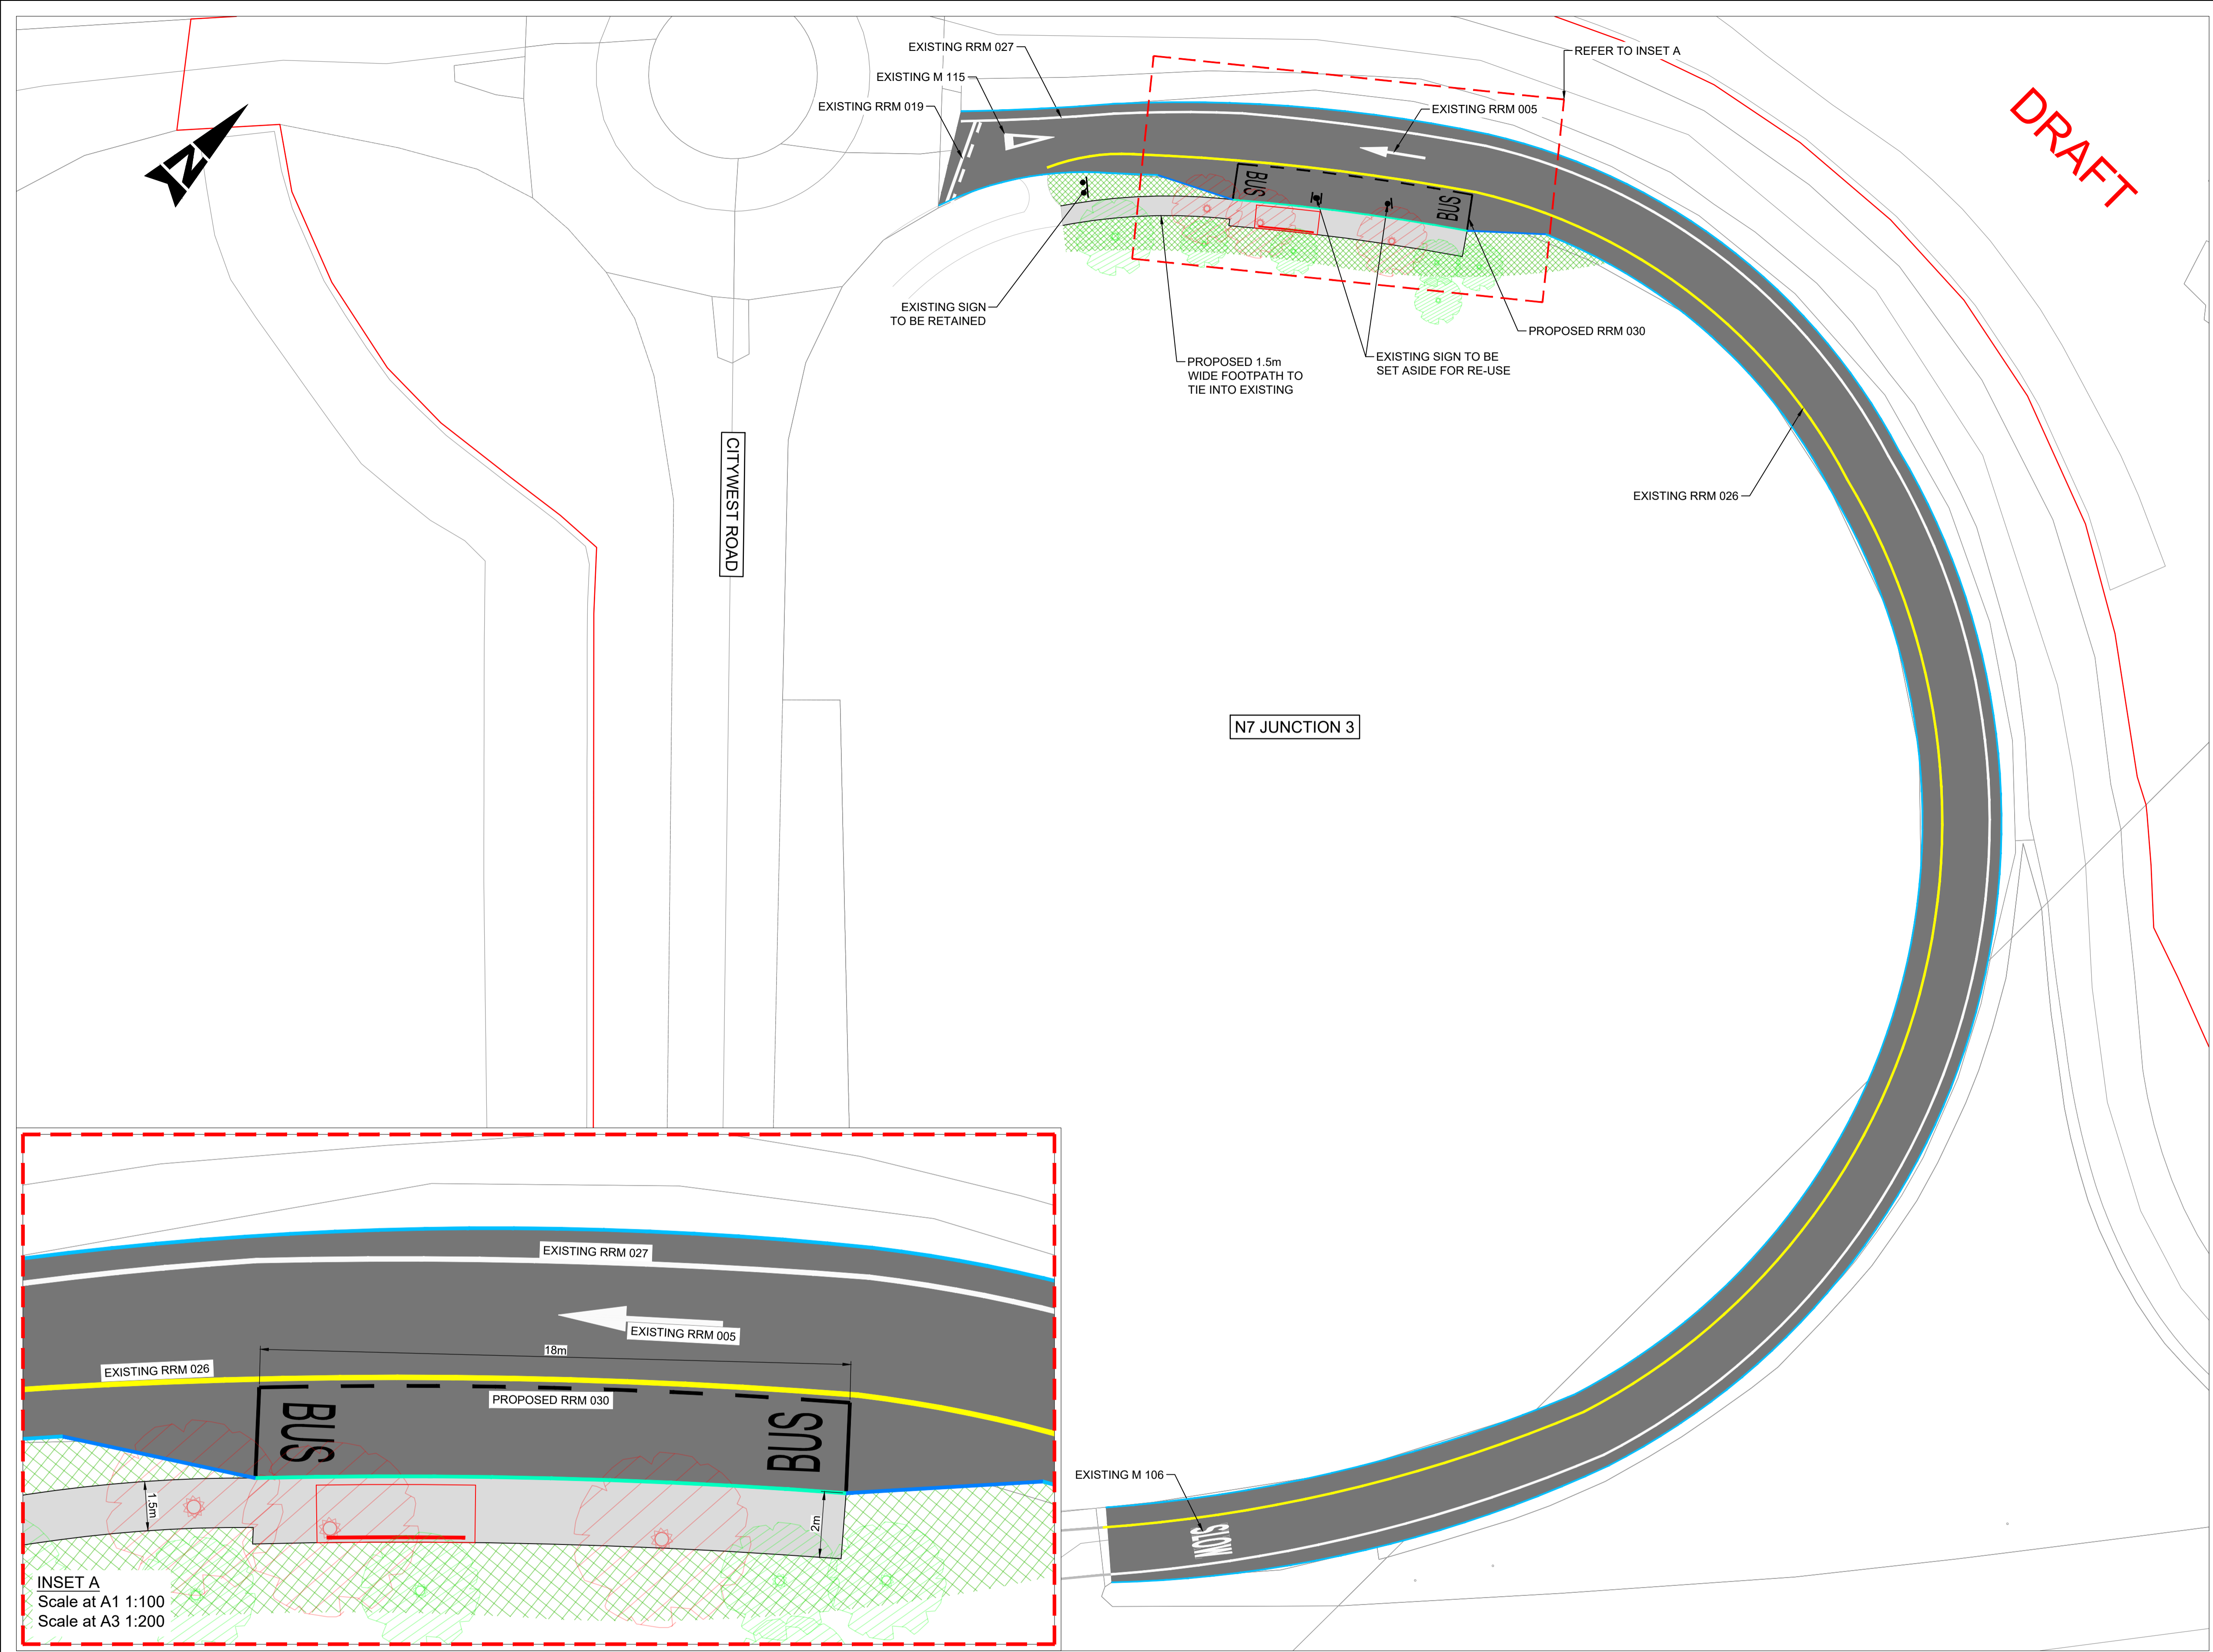 EXISTING RRM 027
EXISTING M 115
EXISTING RRM 019
REFER TO INSET A
EXISTING RRM 005
DRAFT
N
BUS
BUS
EXISTING SIGN
TO BE RETAINED
PROPOSED RRM 030
PROPOSED 1.5m
WIDE FOOTPATH TO
TIE INTO EXISTING
EXISTING SIGN TO BE
SET ASIDE FOR RE-USE
CITYWEST ROAD
EXISTING RRM 026
N7 JUNCTION 3
EXISTING RRM 027
EXISTING RRM 005
18m
EXISTING RRM 026
PROPOSED RRM 030
BUS
BUS
1.5m
2m
INSET A
Scale at A1 1:100
Scale at A3 1:200
EXISTING M 106
SLOW